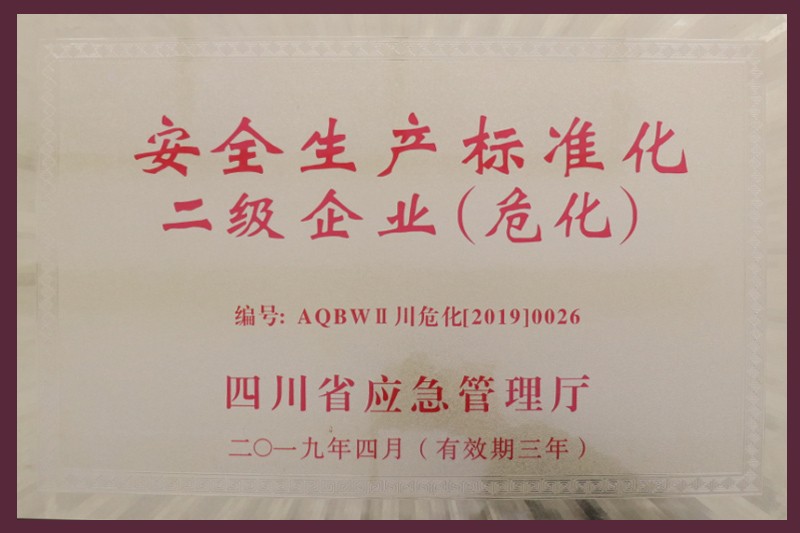 安全生产标准化
二级企业(危化)
编号: AQBWⅡ川危化[2019]0026
四川省应急管理厅
二〇一九年四月(有效期三年)